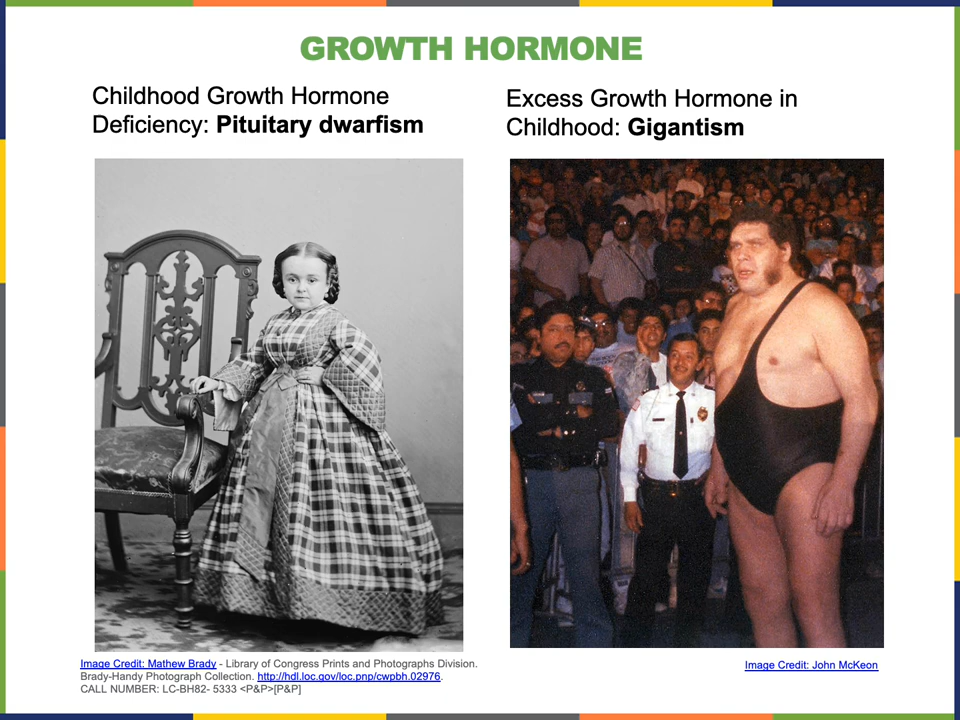 GROWTH HORMONE
Childhood Growth Hormone
Deficiency: Pituitary dwarfism
Excess Growth Hormone in
Childhood: Gigantism
Image Credit: Mathew Brady - Library of Congress Prints and Photographs Division.
Brady-Handy Photograph Collection. http://hdl.loc.gov/loc.pnp/cwpbh.02976.
CALL NUMBER: LC-BH82- 5333 <P&P>[P&P]
Image Credit: John McKeon